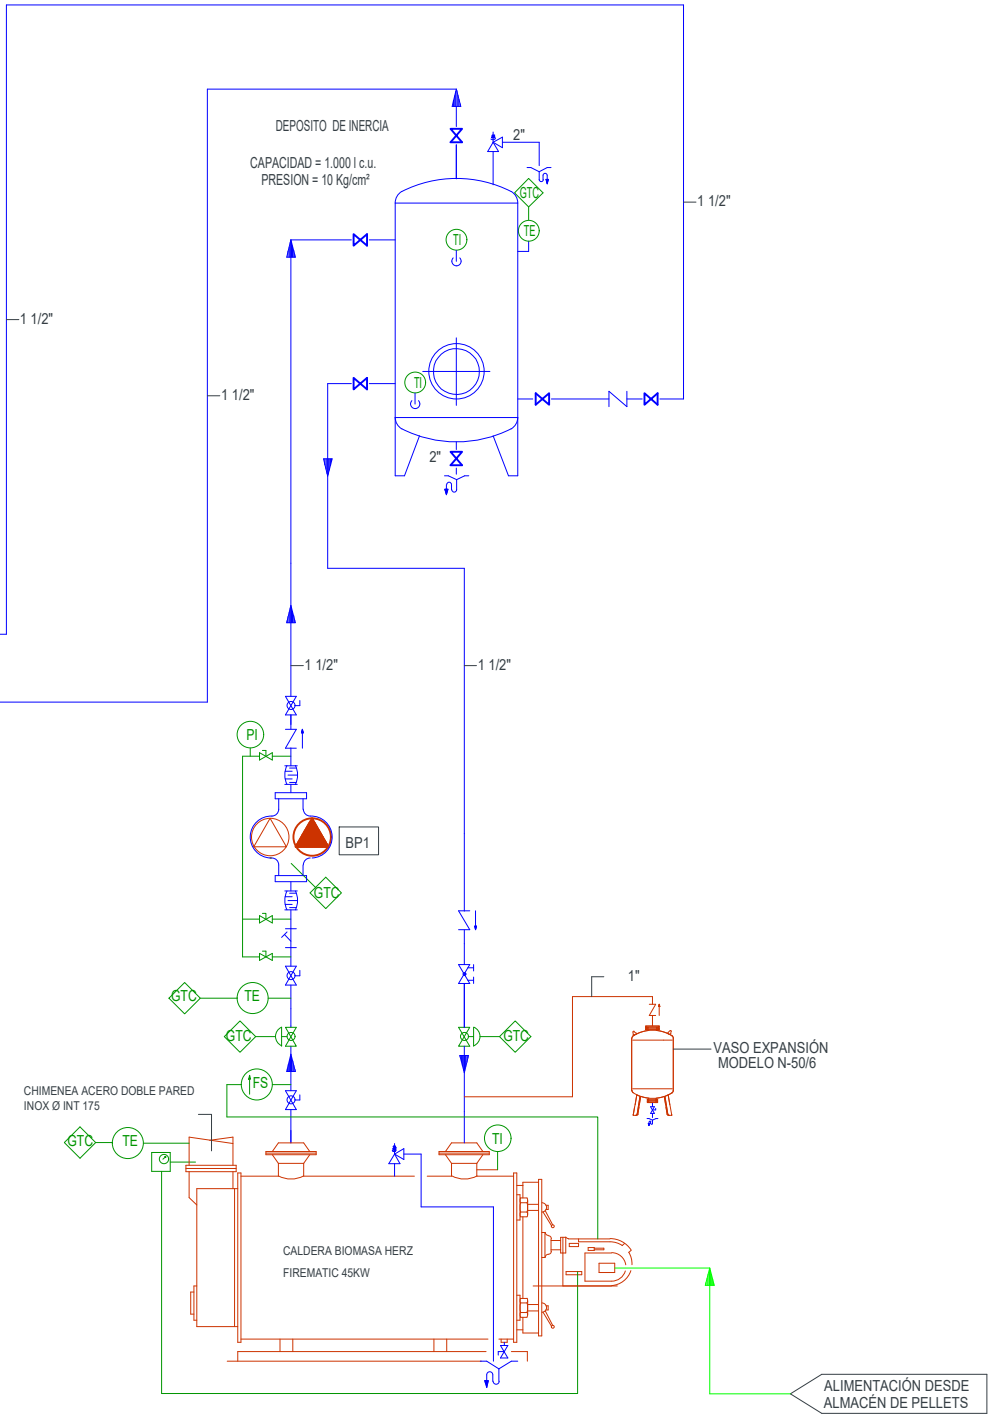 DEPOSITO DE INERCIA
CAPACIDAD = 1.000 l c.u.
PRESION = 10 Kg/cm²
2"
GTC
TE
TI
1 1/2"
1 1/2"
1 1/2"
TI
2"
1 1/2"
1 1/2"
PI
BP1
GTC
GTC
TE
GTC
GTC
1"
VASO EXPANSIÓN
MODELO N-50/6
FS
CHIMENEA ACERO DOBLE PARED
INOX Ø INT 175
GTC
TE
TI
CALDERA BIOMASA HERZ
FIREMATIC 45KW
ALIMENTACIÓN DESDE
ALMACÉN DE PELLETS